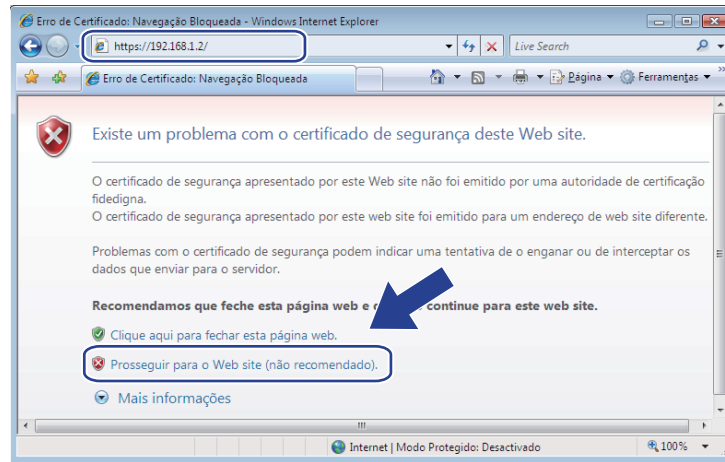 Erro de Certificado: Navegação Bloqueada - Windows Internet Explorer
https://192.168.1.2/
Live Search
Erro de Certificado: Navegação Bloqueada
Página
Ferramentas
Existe um problema com o certificado de segurança deste Web site.
O certificado de segurança apresentado por este Web site não foi emitido por uma autoridade de certificação
fidedigna.
O certificado de segurança apresentado por este web site foi emitido para um endereço de web site diferente.
Problemas com o certificado de segurança podem indicar uma tentativa de o enganar ou de interceptar os
dados que enviar para o servidor.
Recomendamos que feche esta página web e continue para este web site.
Clique aqui para fechar esta página web.
Prosseguir para o Web site (não recomendado).
Mais informações
Internet | Modo Protegido: Desactivado
100%